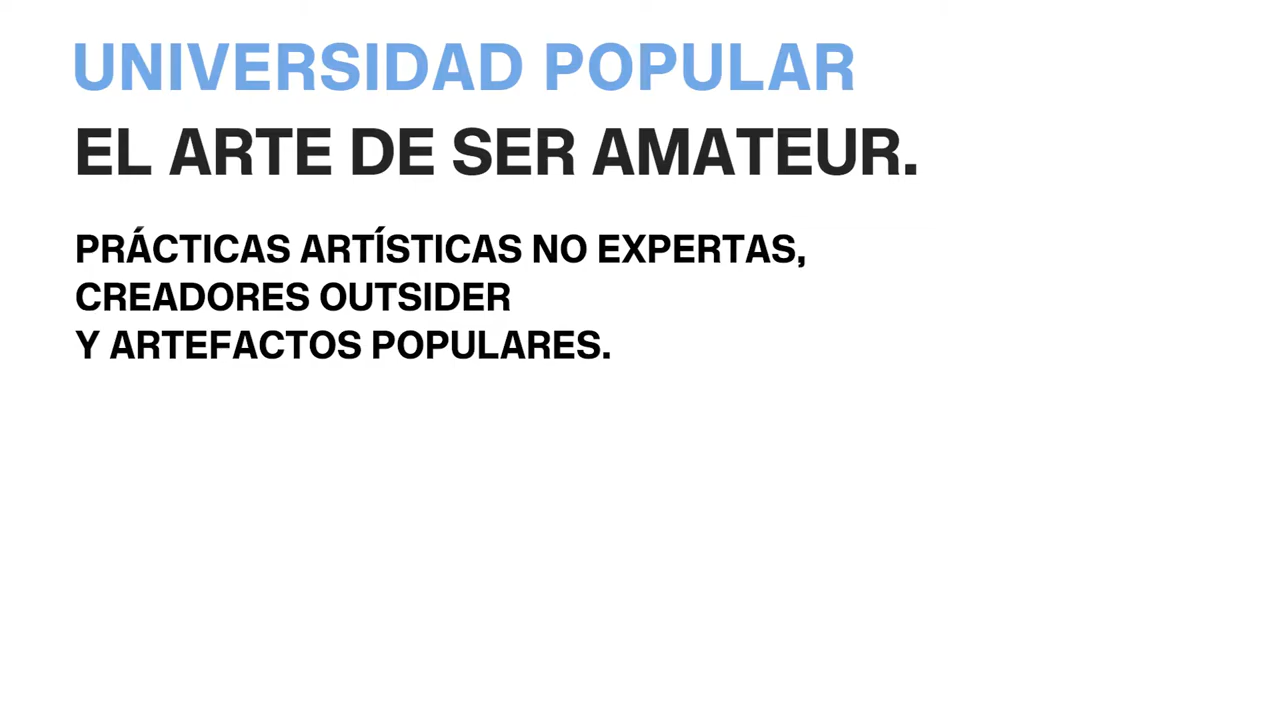 UNIVERSIDAD POPULAR
EL ARTE DE SER AMATEUR.
PRÁCTICAS ARTÍSTICAS NO EXPERTAS,
CREADORES OUTSIDER
Y ARTEFACTOS POPULARES.